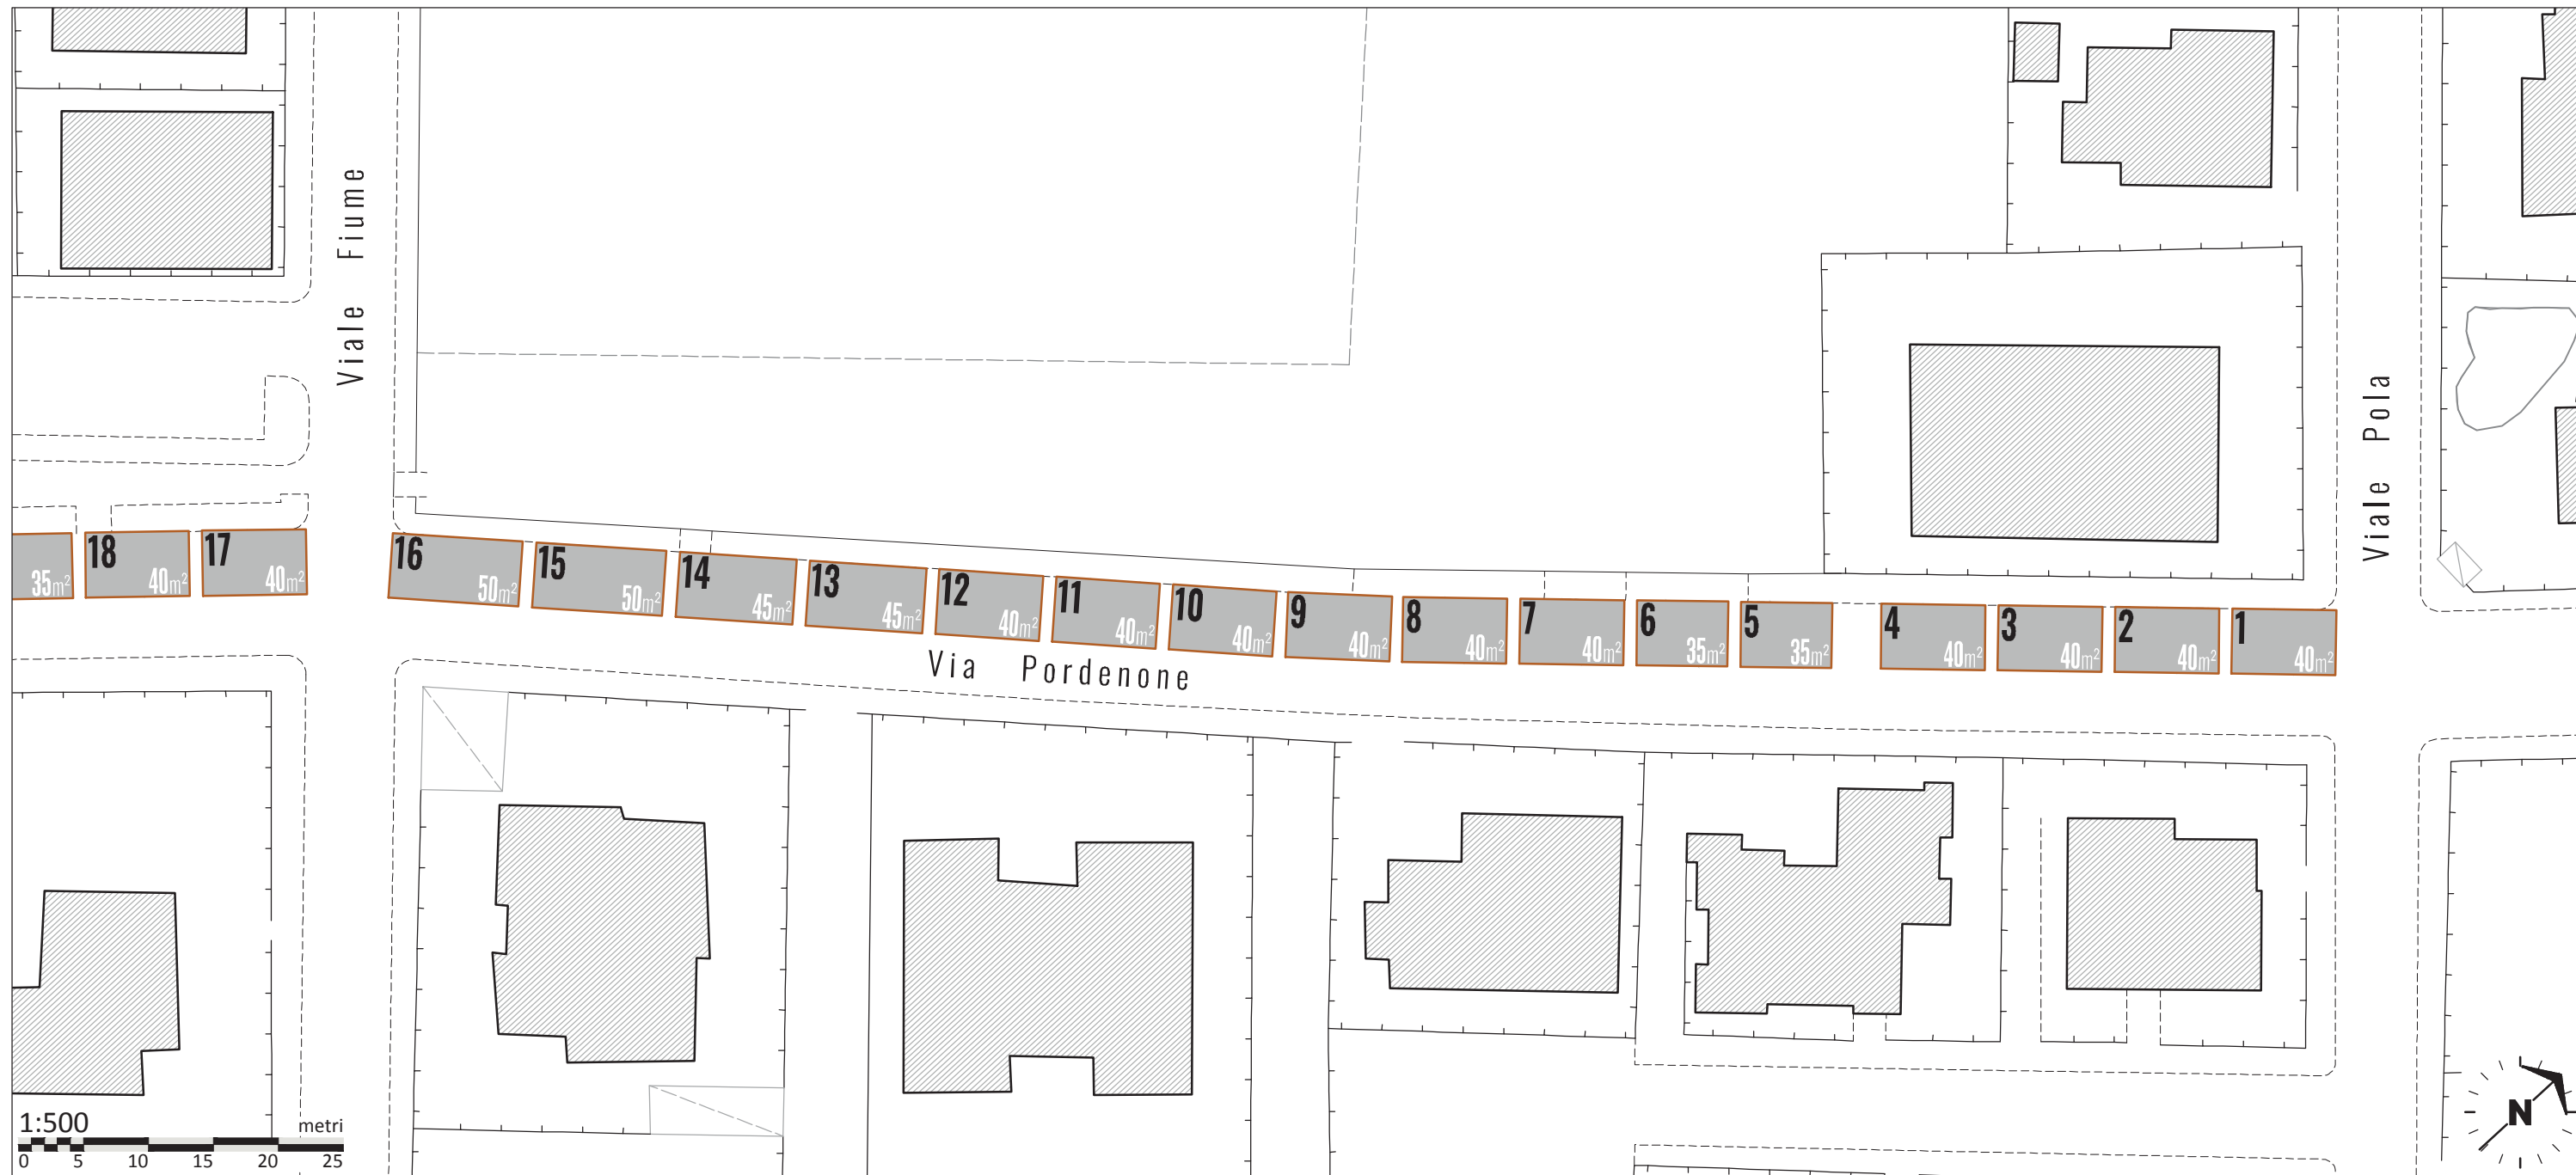 Viale Fiume
Viale Pola
35m²
18
40m²
17
40m²
16
50m²
15
50m²
14
45m²
13
45m²
12
40m²
11
40m²
10
40m²
9
40m²
8
40m²
7
40m²
6
35m²
5
35m²
4
40m²
3
40m²
2
40m²
1
40m²
Via Pordenone
1:500
metri
0 5 10 15 20 25
N